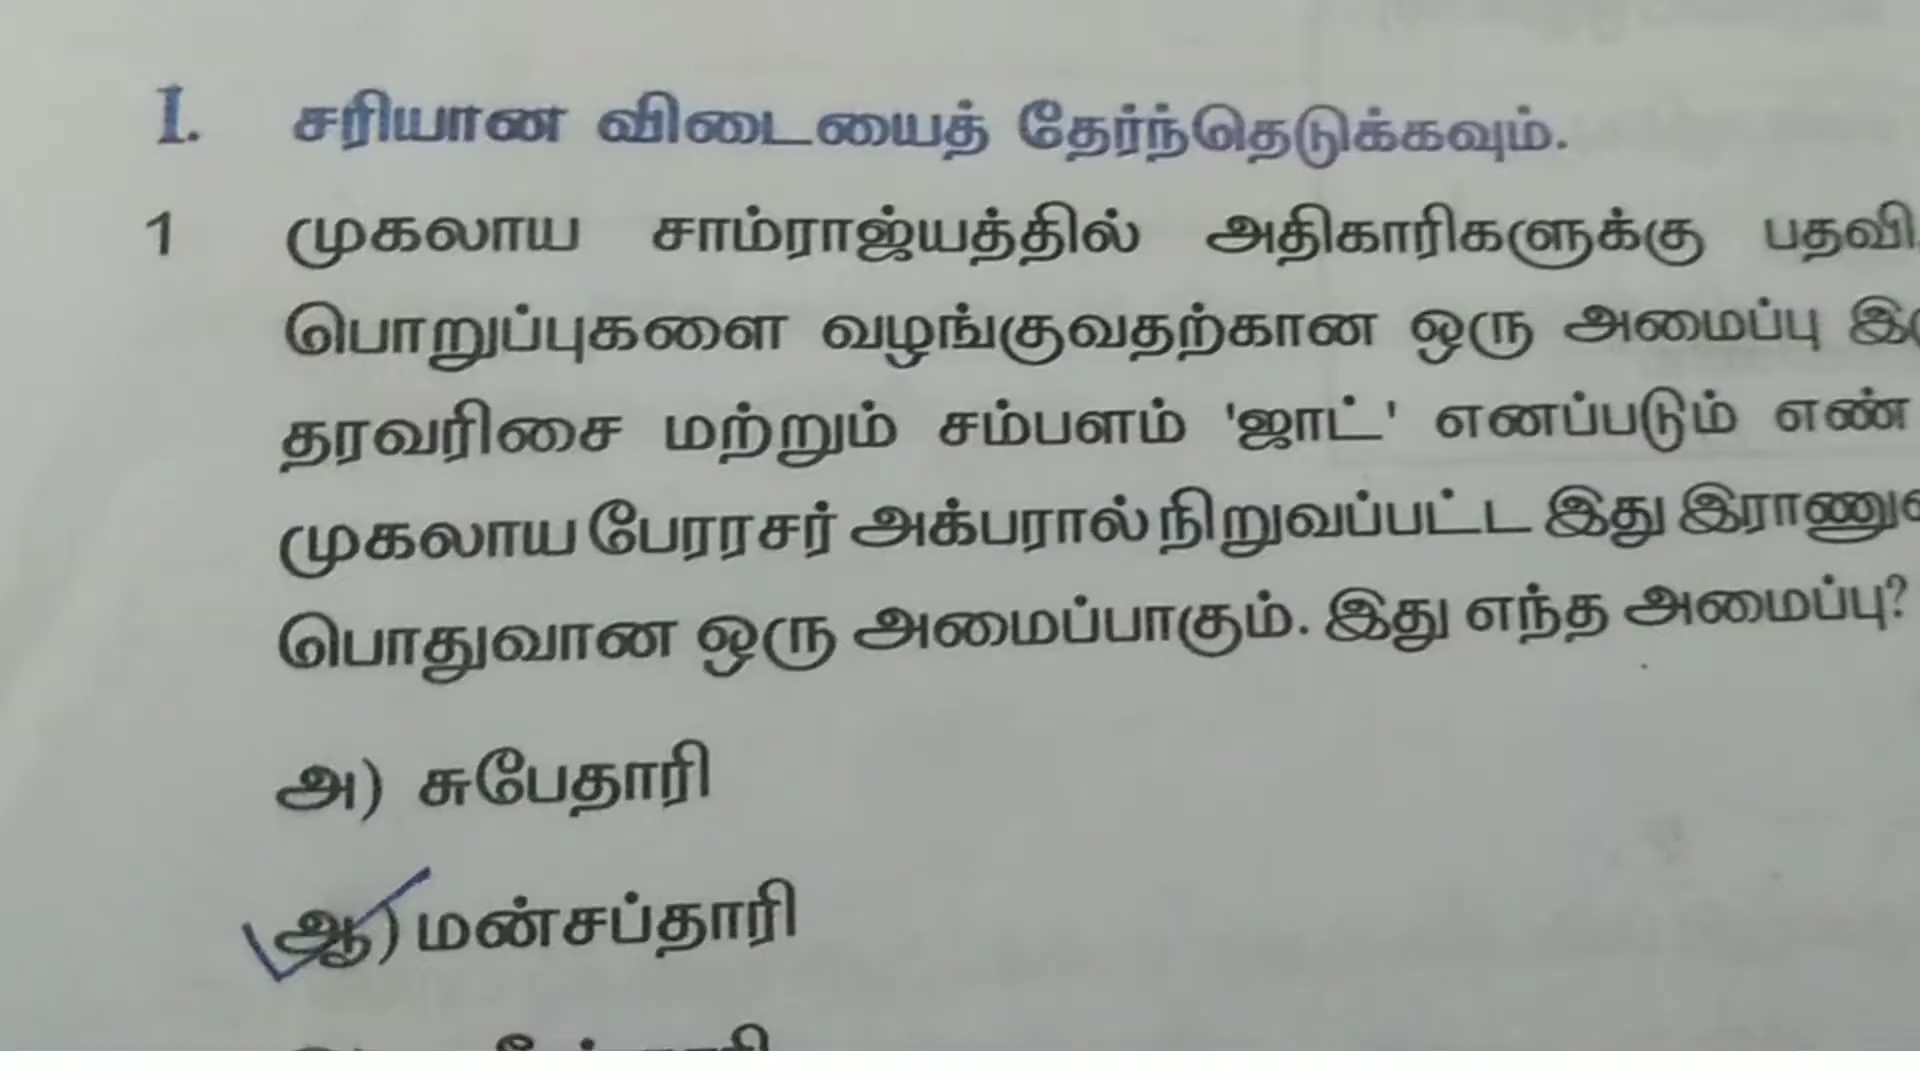 I. சரியான விடையைத் தேர்ந்தெடுக்கவும்.
1 முகலாய சாம்ராஜ்யத்தில் அதிகாரிகளுக்கு பதவி
பொறுப்புகளை வழங்குவதற்கான ஒரு அமைப்பு
தரவரிசை மற்றும் சம்பளம் 'ஜாட்' எனப்படும் எண்
முகலாய பேரரசர் அக்பரால் நிறுவப்பட்ட இது
பொதுவான ஒரு அமைப்பாகும். இது எந்த அமைப்பு?
அ) சுபேதாரி
ஆ) மன்சப்தாரி